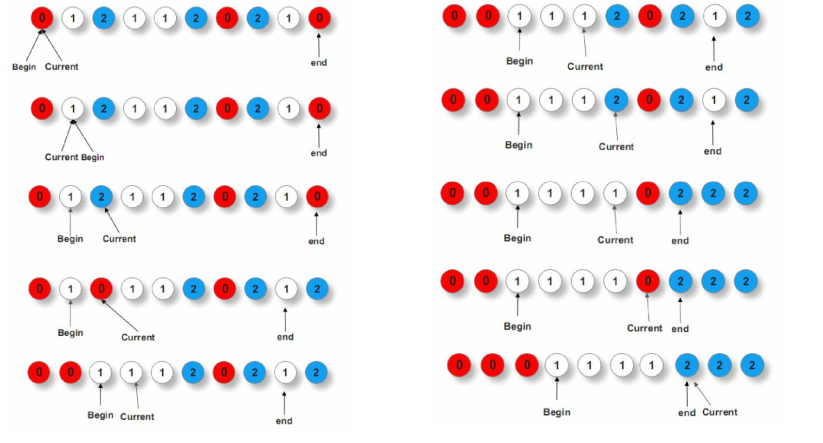 0 1 2 1 1 2 0 2 1 0
Begin Current end
0 1 2 1 1 2 0 2 1 0
Current Begin end
0 1 2 1 1 2 0 2 1 0
Begin Current end
0 1 0 1 1 2 0 2 1 2
Begin Current end
0 0 1 1 1 2 0 2 1 2
Begin Current end
0 0 1 1 1 2 0 2 1 2
Begin Current end
0 0 1 1 1 2 0 2 1 2
Begin Current end
0 0 1 1 1 1 0 2 2 2
Begin Current end
0 0 1 1 1 1 0 2 2 2
Begin Current end
0 0 0 1 1 1 1 2 2 2
Begin end Current